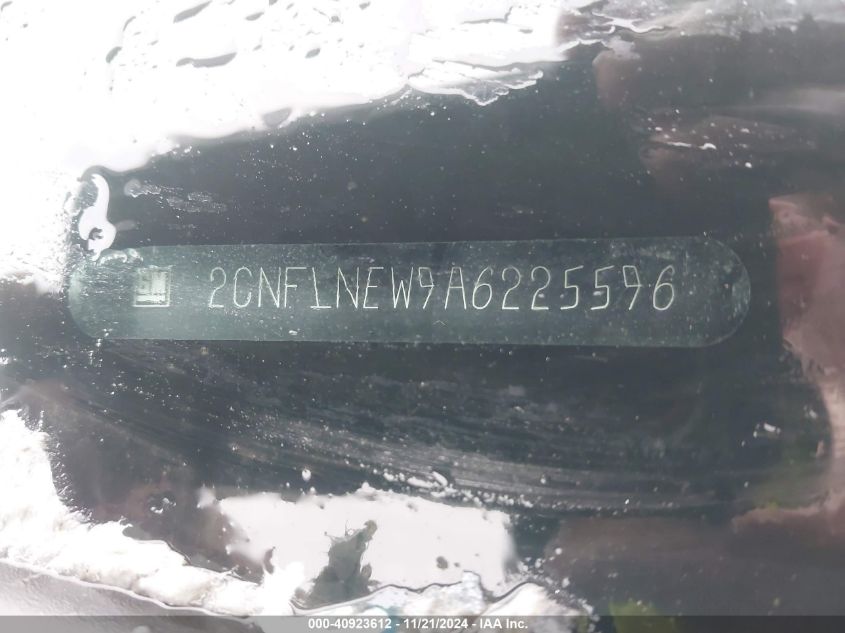 2CNFLNEW9A6225596
000-40923612 - 11/21/2024 - IAA Inc.